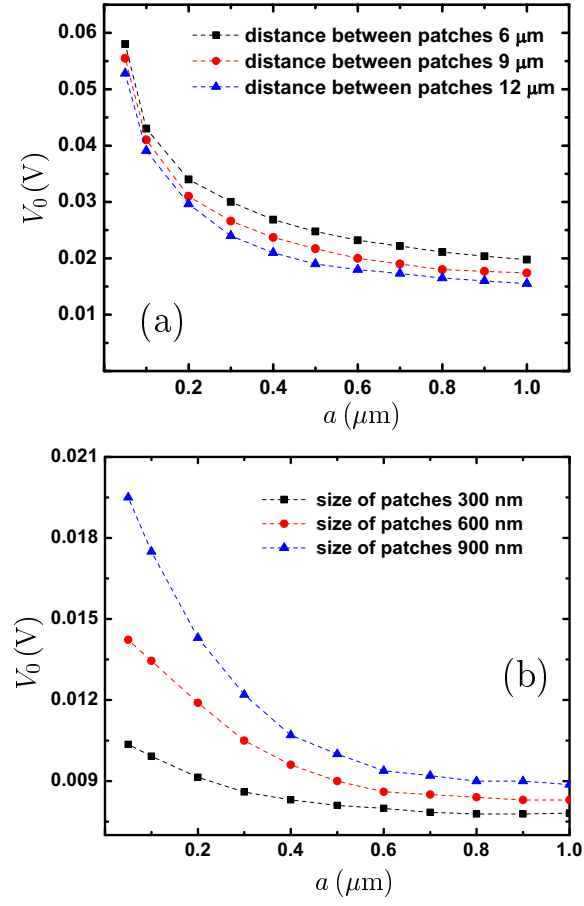 0.06
0.05
0.04
0.03
0.02
0.01
V₀ (V)
distance between patches 6 μm
distance between patches 9 μm
distance between patches 12 μm
(a)
0.2 0.4 0.6 0.8 1.0
a (μm)
0.021
0.018
0.015
0.012
0.009
V₀ (V)
size of patches 300 nm
size of patches 600 nm
size of patches 900 nm
(b)
0.2 0.4 0.6 0.8 1.0
a (μm)